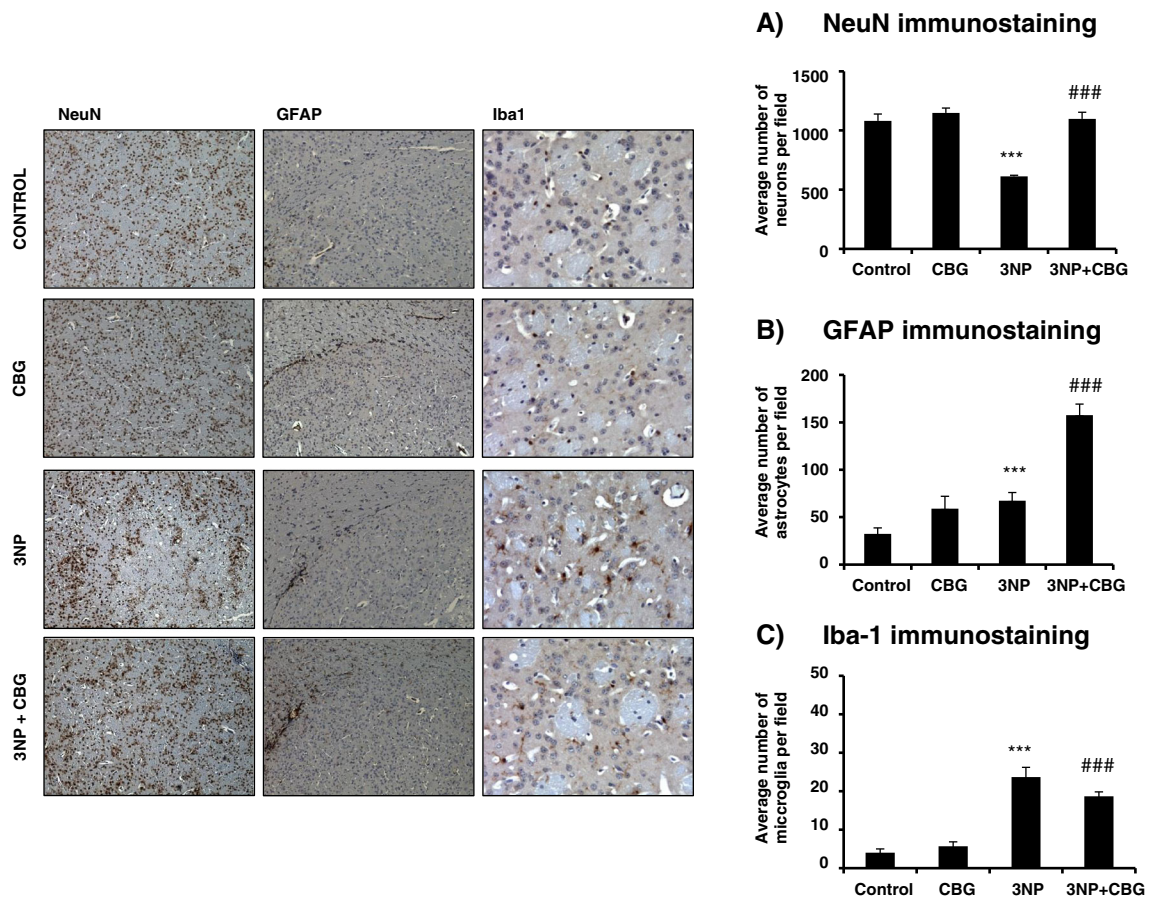 NeuN GFAP Iba1
CONTROL
CBG
3NP
3NP + CBG
A) NeuN immunostaining
Average number of
neurons per field
1500
1000
500
0
***
###
Control CBG 3NP 3NP+CBG
B) GFAP immunostaining
Average number of
astrocytes per field
200
150
100
50
0
***
###
Control CBG 3NP 3NP+CBG
C) Iba-1 immunostaining
Average number of
miccroglia per field
50
40
30
20
10
0
***
###
Control CBG 3NP 3NP+CBG